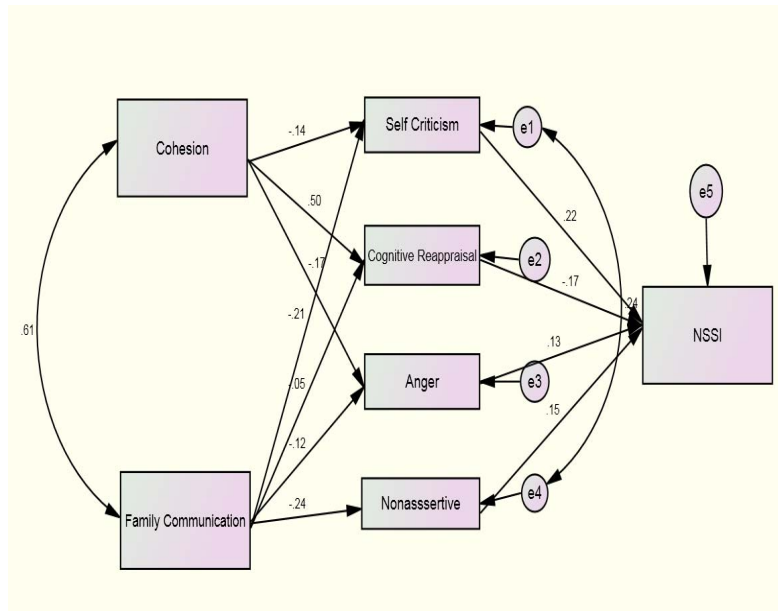 Cohesion
-.14
Self Criticism
e1
.50
.22
e5
-.17
Cognitive Reappraisal
e2
-.17
.24
-.21
.61
NSSI
.13
-.05
Anger
e3
.15
-.12
Family Communication
-.24
Nonasssertive
e4